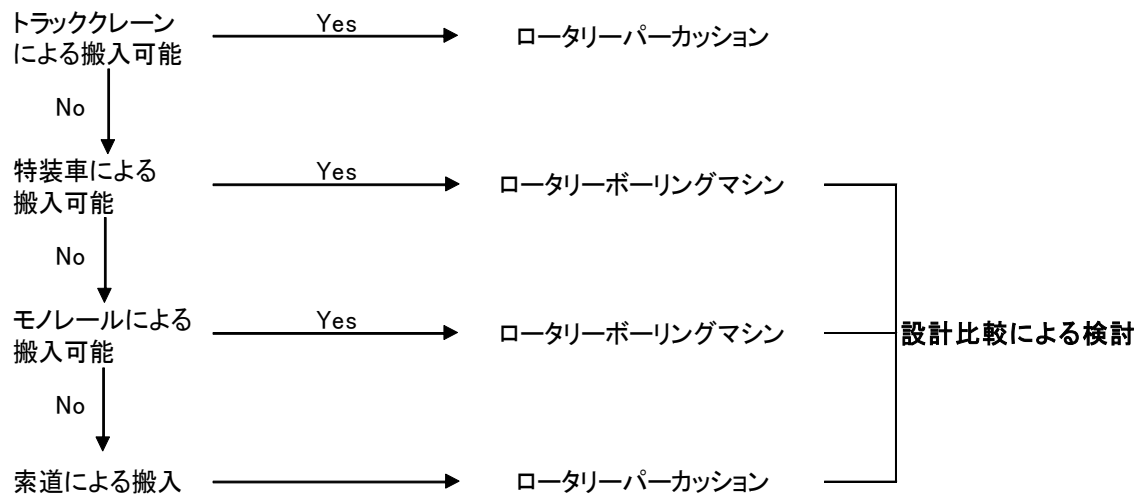 トラッククレーン
による搬入可能
Yes
ロータリーパーカッション
No
特装車による
搬入可能
Yes
ロータリーボーリングマシン
No
モノレールによる
搬入可能
Yes
ロータリーボーリングマシン
設計比較による検討
No
索道による搬入
ロータリーパーカッション